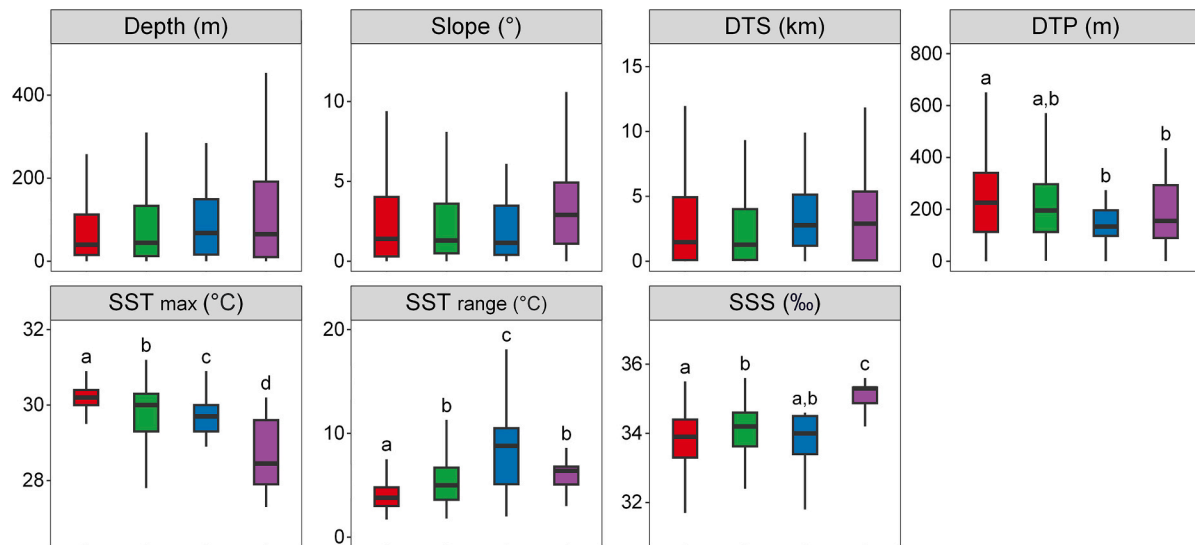 Depth (m)
Slope (°)
DTS (km)
DTP (m)
400
200
0
10
5
0
15
10
5
0
800
600
400
200
0
a
a,b
b
b
SST max (°C)
SST range (°C)
SSS (‰)
32
30
28
a
b
c
d
20
10
0
a
b
c
b
36
34
32
a
b
a,b
c